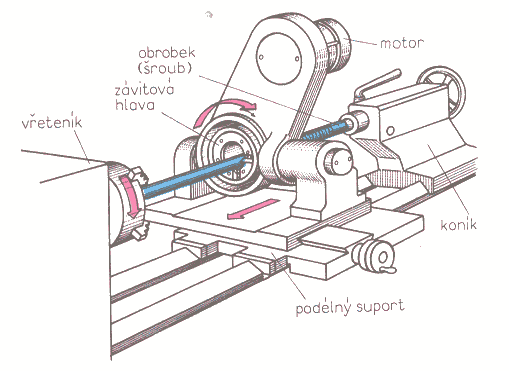 obrobek
(šroub)
závitová
hlava
motor
vřeteník
koník
podélný suport